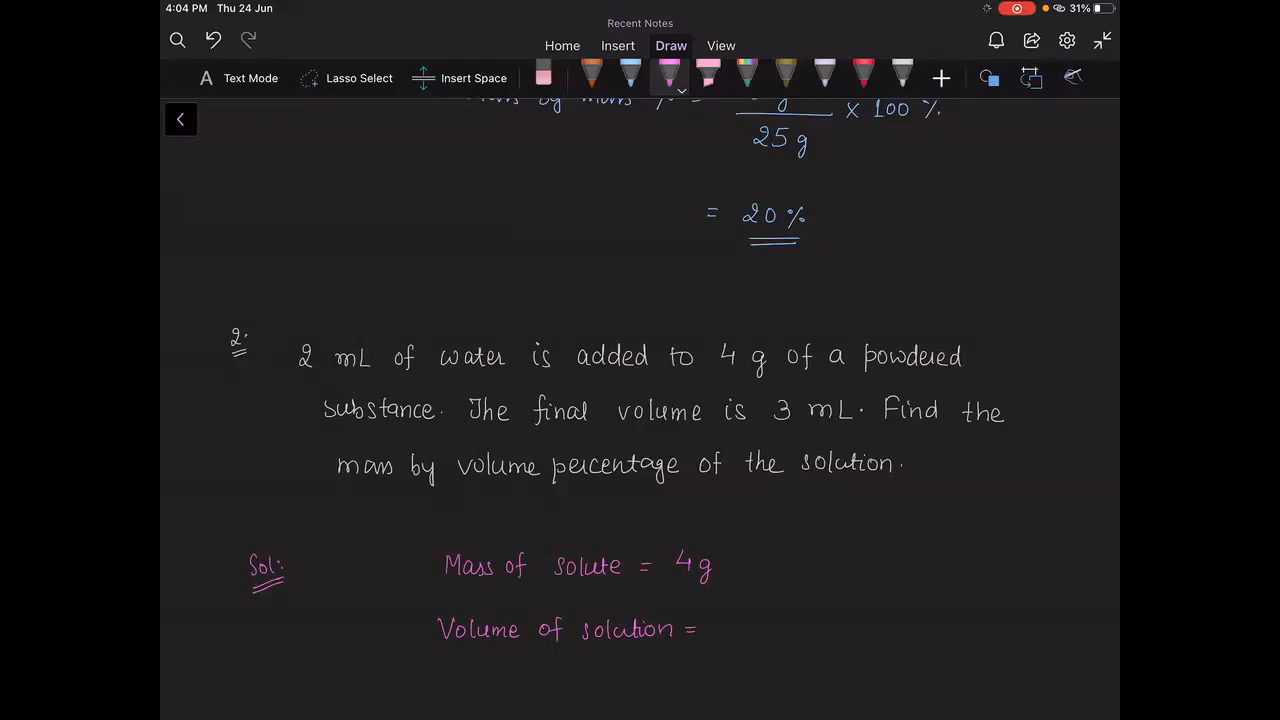 4:04 PM Thu 24 Jun
31%
Recent Notes
Home Insert Draw View
A Text Mode Lasso Select Insert Space
by mass % =
× 100 %
25 g
= 20 %
2.
2 mL of water is added to 4 g of a powdered
substance. The final volume is 3 mL. Find the
mass by volume percentage of the solution.
Sol:
Mass of solute = 4 g
Volume of solution =